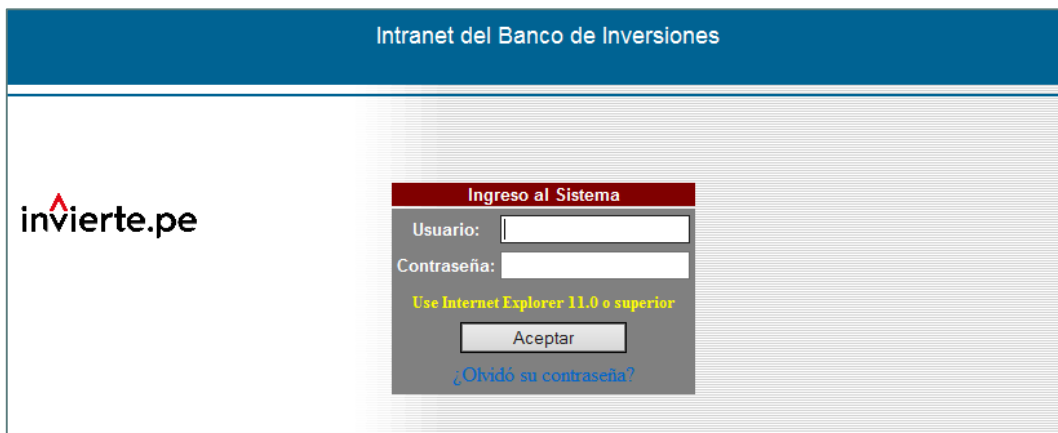 Intranet del Banco de Inversiones
invierte.pe
Ingreso al Sistema
Usuario:
Contraseña:
Use Internet Explorer 11.0 o superior
Aceptar
¿Olvidó su contraseña?